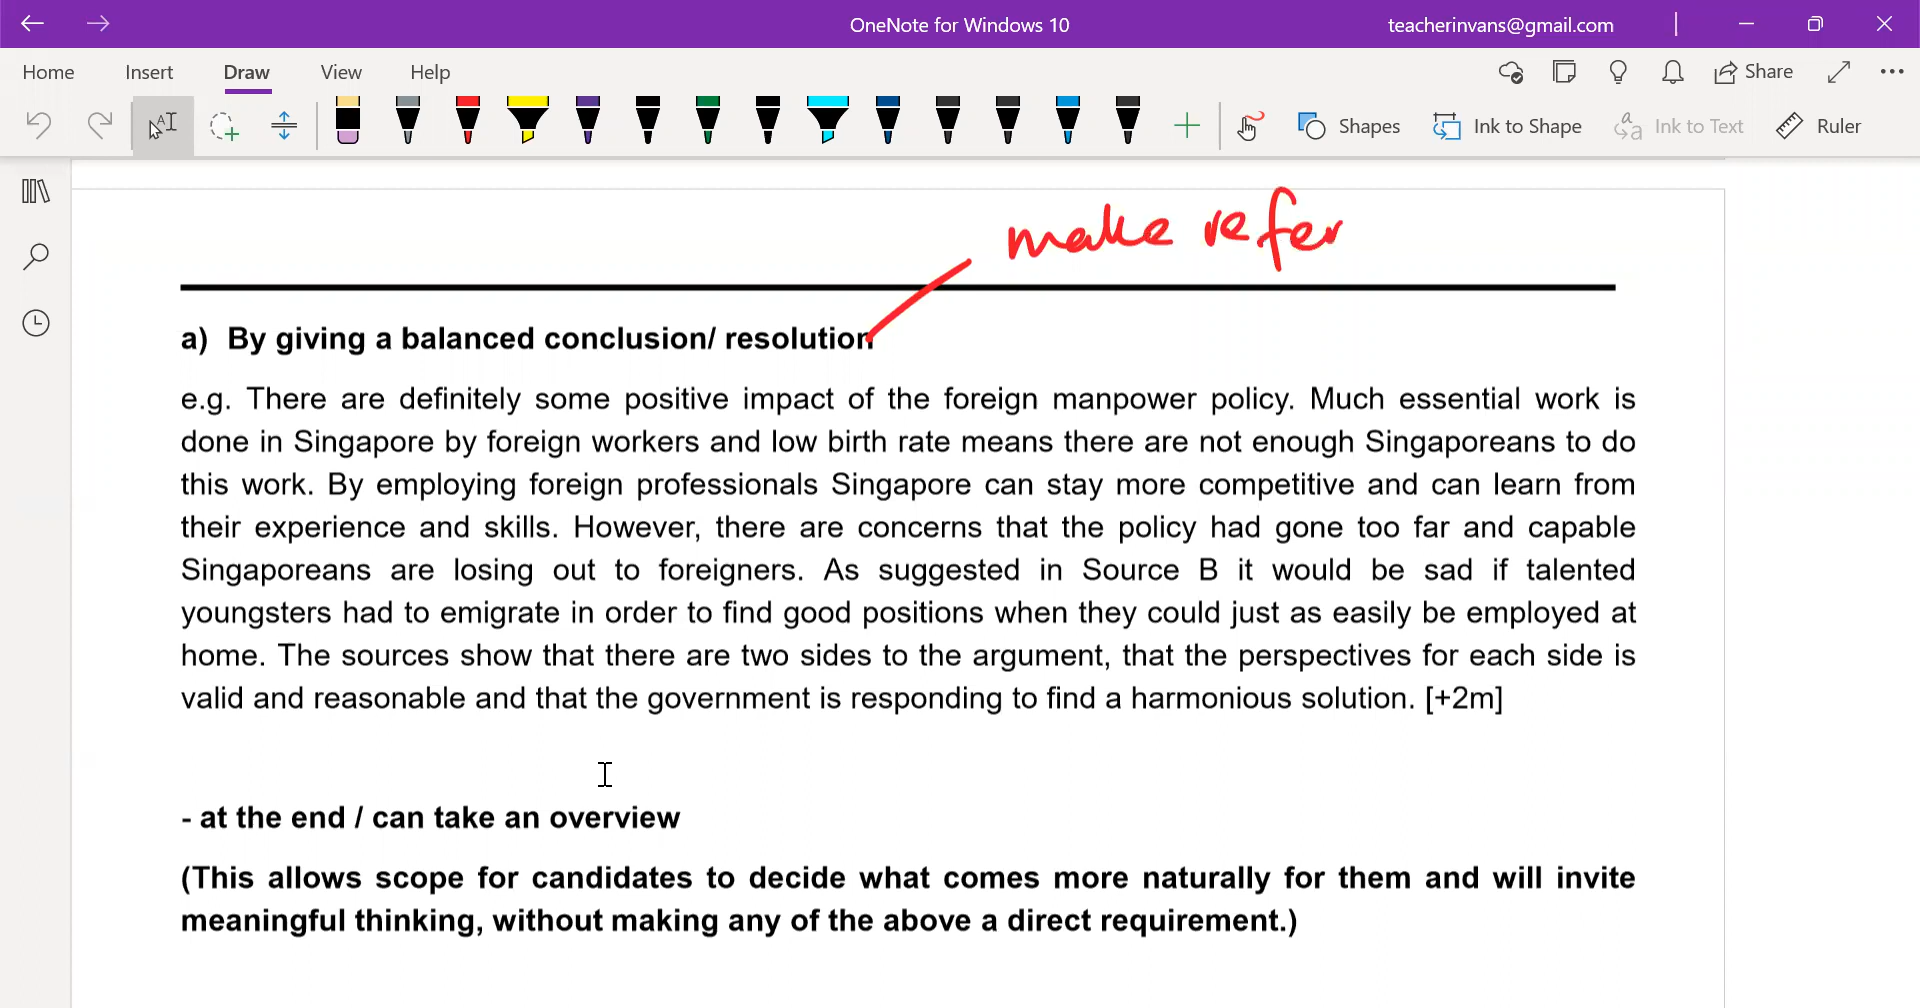 OneNote for Windows 10
teacherinvans@gmail.com
Home Insert Draw View Help
Share
Shapes Ink to Shape Ink to Text Ruler
make refer
a) By giving a balanced conclusion/ resolution
e.g. There are definitely some positive impact of the foreign manpower policy. Much essential work is
done in Singapore by foreign workers and low birth rate means there are not enough Singaporeans to do
this work. By employing foreign professionals Singapore can stay more competitive and can learn from
their experience and skills. However, there are concerns that the policy had gone too far and capable
Singaporeans are losing out to foreigners. As suggested in Source B it would be sad if talented
youngsters had to emigrate in order to find good positions when they could just as easily be employed at
home. The sources show that there are two sides to the argument, that the perspectives for each side is
valid and reasonable and that the government is responding to find a harmonious solution. [+2m]
- at the end / can take an overview
(This allows scope for candidates to decide what comes more naturally for them and will invite
meaningful thinking, without making any of the above a direct requirement.)